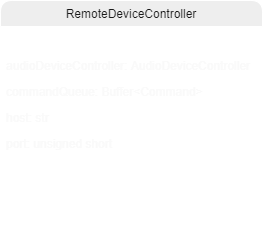 RemoteDeviceController
audioDeviceController: AudioDeviceController
commandQueue: Buffer<Command>
host: str
port: unsigned short